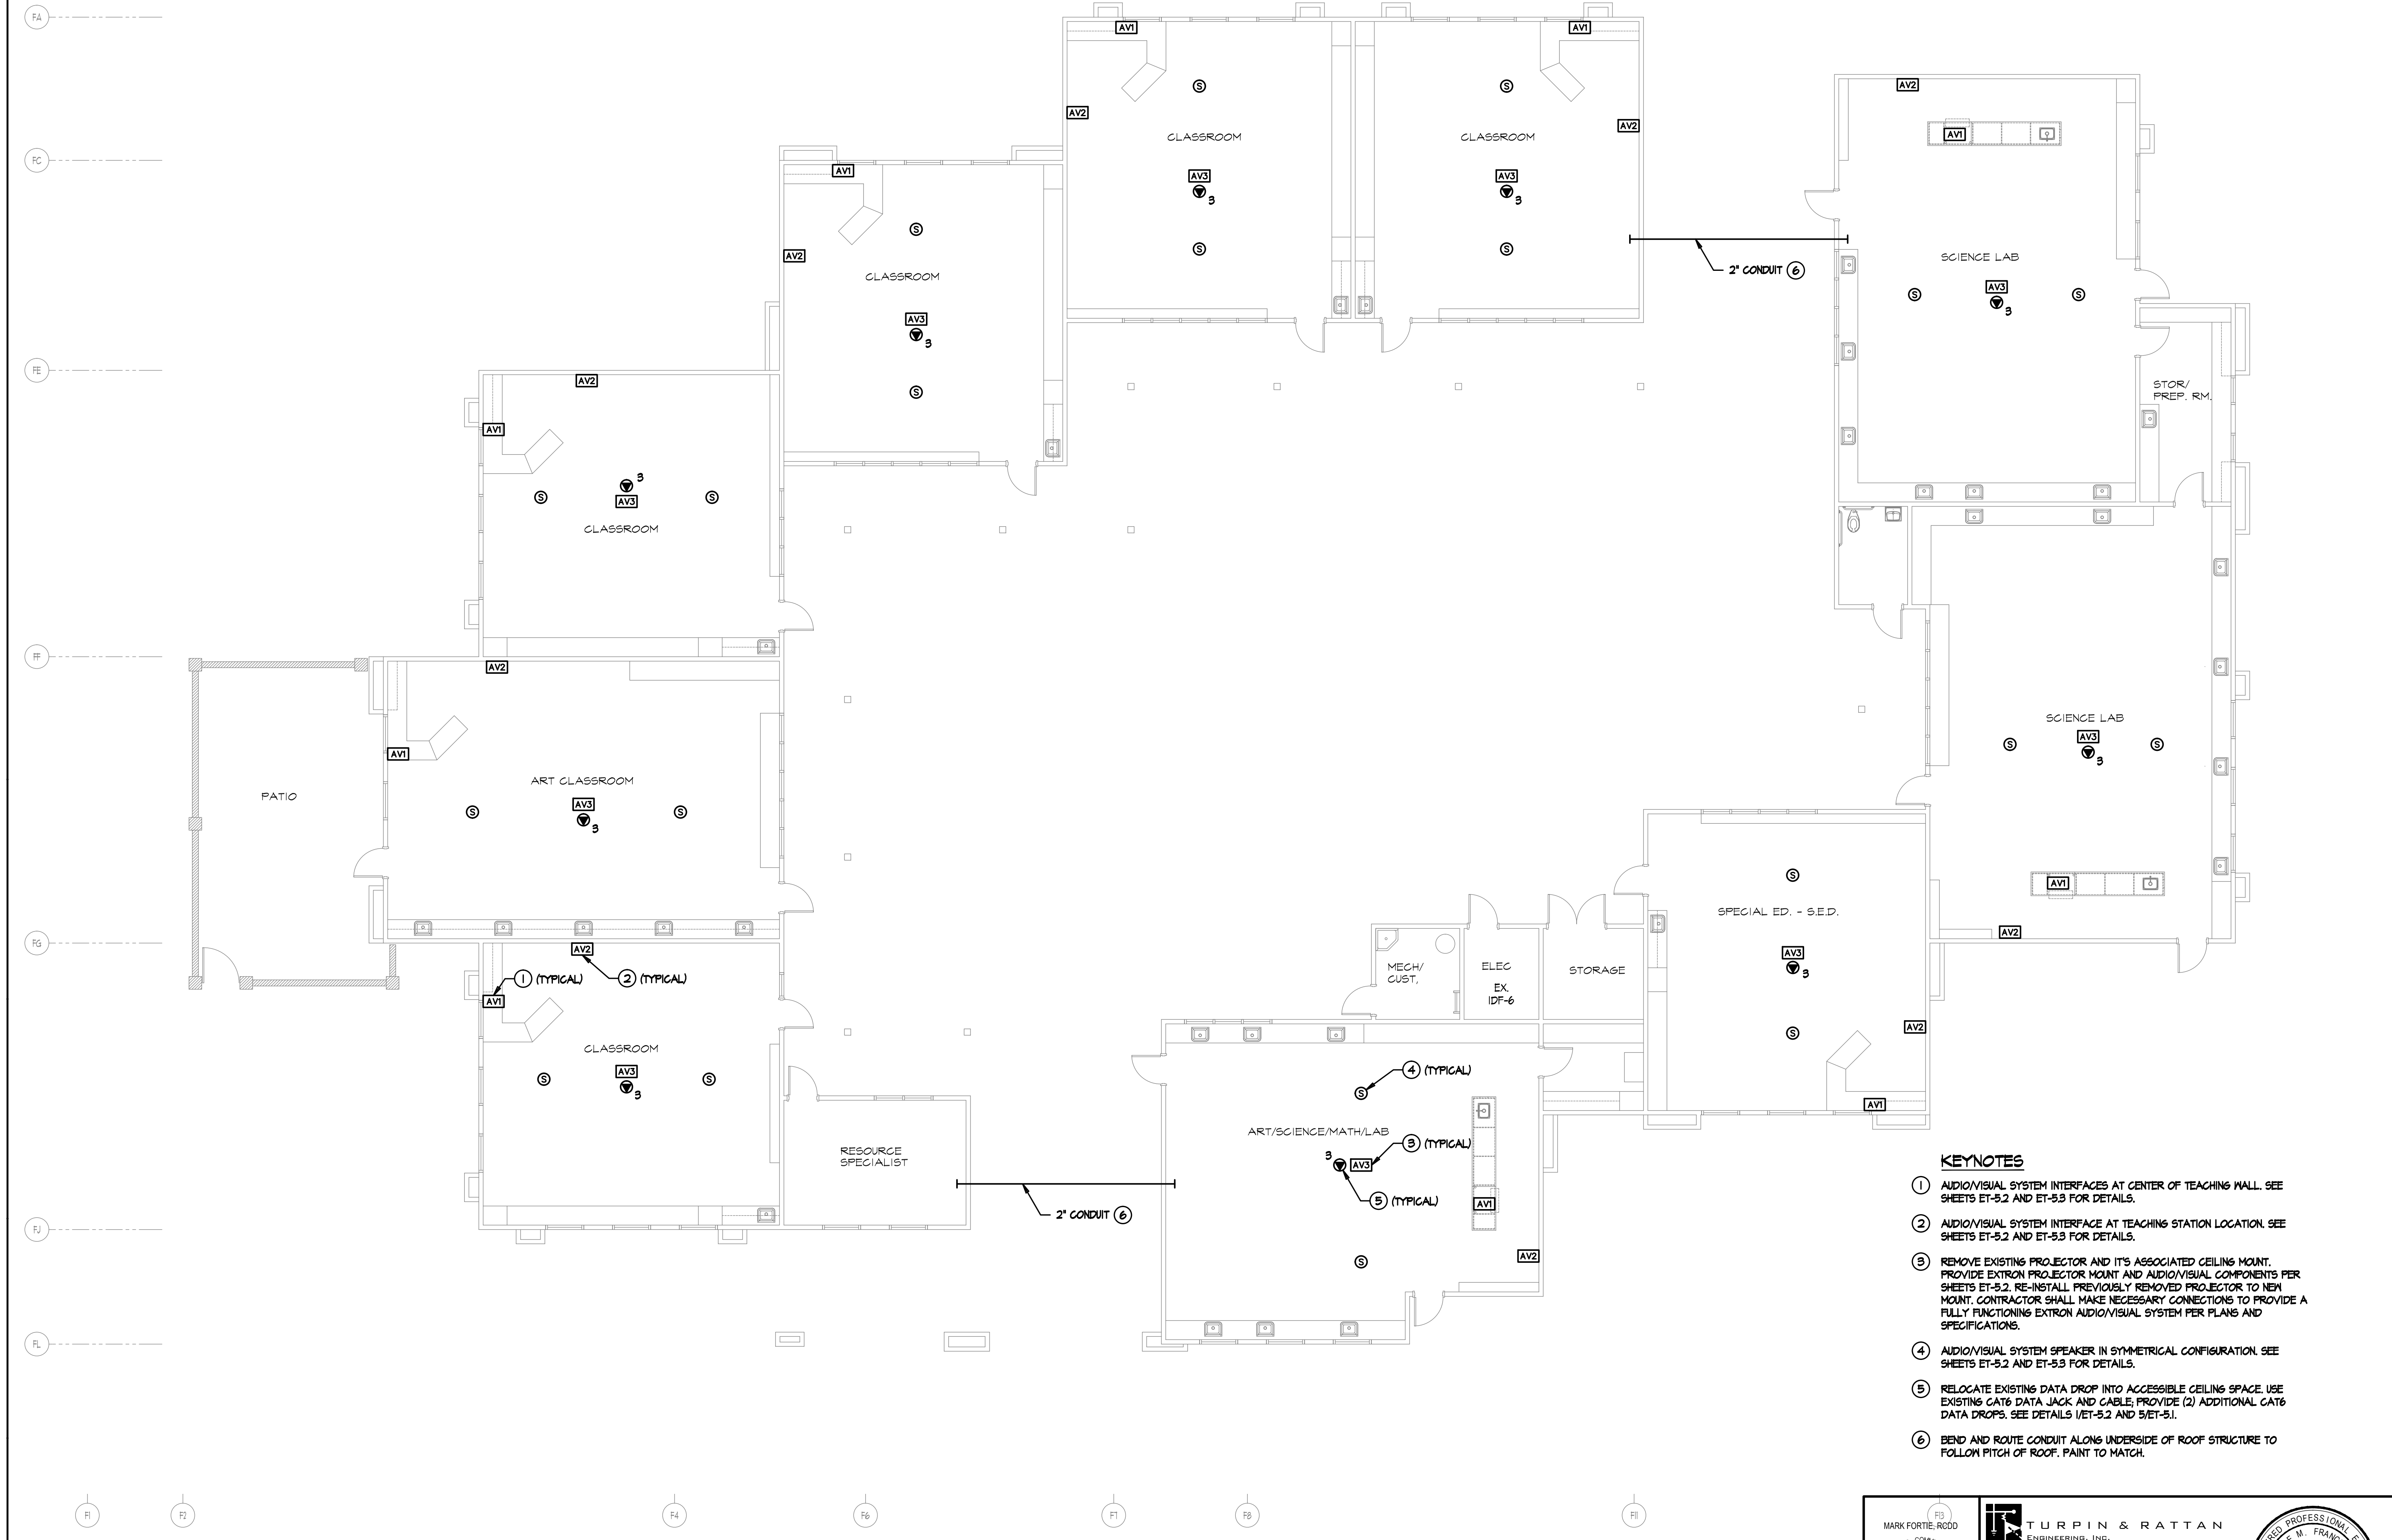 FA
AV1
AV1
AV2
S
S
AV1
AV2
AV2
CLASSROOM
CLASSROOM
FC
AV1
AV3
3
AV3
3
S
S
S
AV2
CLASSROOM
2" CONDUIT 6
SCIENCE LAB
AV3
3
S
S
AV3
3
FE
AV2
S
STOR/
PREP. RM.
AV1
3
AV3
S
S
CLASSROOM
FF
AV2
AV1
SCIENCE LAB
AV3
3
S
S
ART CLASSROOM
PATIO
AV3
3
S
S
S
AV1
SPECIAL ED. - S.E.D.
AV2
FG
AV2
1 (TYPICAL)
2 (TYPICAL)
AV1
AV3
3
MECH/
CUST,
ELEC
EX.
IDF-6
STORAGE
S
AV2
CLASSROOM
AV3
3
S
S
4 (TYPICAL)
S
AV1
ART/SCIENCE/MATH/LAB
3 (TYPICAL)
3
AV3
5 (TYPICAL)
AV1
RESOURCE
SPECIALIST
2" CONDUIT 6
FJ
S
AV2
FL
KEYNOTES
1 AUDIO/VISUAL SYSTEM INTERFACES AT CENTER OF TEACHING WALL. SEE
SHEETS ET-5.2 AND ET-5.3 FOR DETAILS.
2 AUDIO/VISUAL SYSTEM INTERFACE AT TEACHING STATION LOCATION. SEE
SHEETS ET-5.2 AND ET-5.3 FOR DETAILS.
3 REMOVE EXISTING PROJECTOR AND IT'S ASSOCIATED CEILING MOUNT.
PROVIDE EXTRON PROJECTOR MOUNT AND AUDIO/VISUAL COMPONENTS PER
SHEETS ET-5.2. RE-INSTALL PREVIOUSLY REMOVED PROJECTOR TO NEW
MOUNT. CONTRACTOR SHALL MAKE NECESSARY CONNECTIONS TO PROVIDE A
FULLY FUNCTIONING EXTRON AUDIO/VISUAL SYSTEM PER PLANS AND
SPECIFICATIONS.
4 AUDIO/VISUAL SYSTEM SPEAKER IN SYMMETRICAL CONFIGURATION. SEE
SHEETS ET-5.2 AND ET-5.3 FOR DETAILS.
5 RELOCATE EXISTING DATA DROP INTO ACCESSIBLE CEILING SPACE. USE
EXISTING CAT6 DATA JACK AND CABLE; PROVIDE (2) ADDITIONAL CAT6
DATA DROPS. SEE DETAILS 1/ET-5.2 AND 5/ET-5.1.
6 BEND AND ROUTE CONDUIT ALONG UNDERSIDE OF ROOF STRUCTURE TO
FOLLOW PITCH OF ROOF. PAINT TO MATCH.
F1
F2
F4
F6
F7
F8
F11
F13
MARK FORTIE, RCDD
TURPIN & RATTAN
ENGINEERING, INC.
PROFESSIONAL